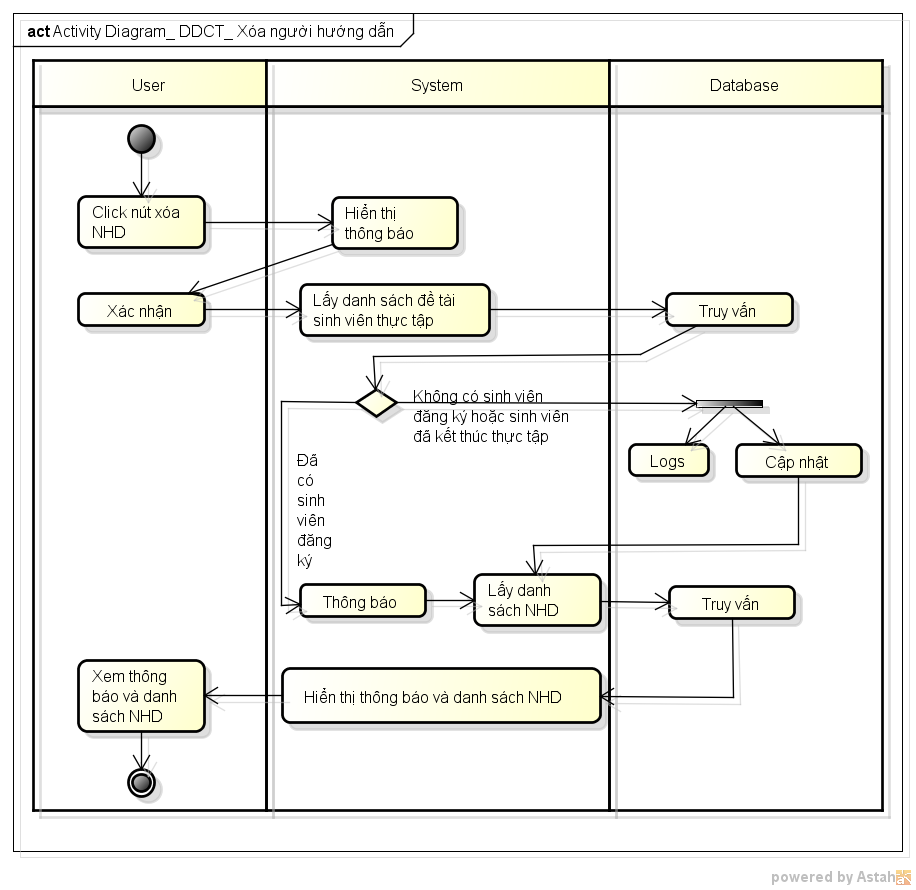 act Activity Diagram_ DDCT_ Xóa người hướng dẫn
User
System
Database
Click nút xóa
NHD
Hiển thị
thông báo
Xác nhận
Lấy danh sách đề tài
sinh viên thực tập
Truy vấn
Không có sinh viên
đăng ký hoặc sinh viên
đã kết thúc thực tập
Logs
Cập nhật
Đã
có
sinh
viên
đăng
ký
Thông báo
Lấy danh
sách NHD
Truy vấn
Xem thông
báo và danh
sách NHD
Hiển thị thông báo và danh sách NHD
powered by Astah